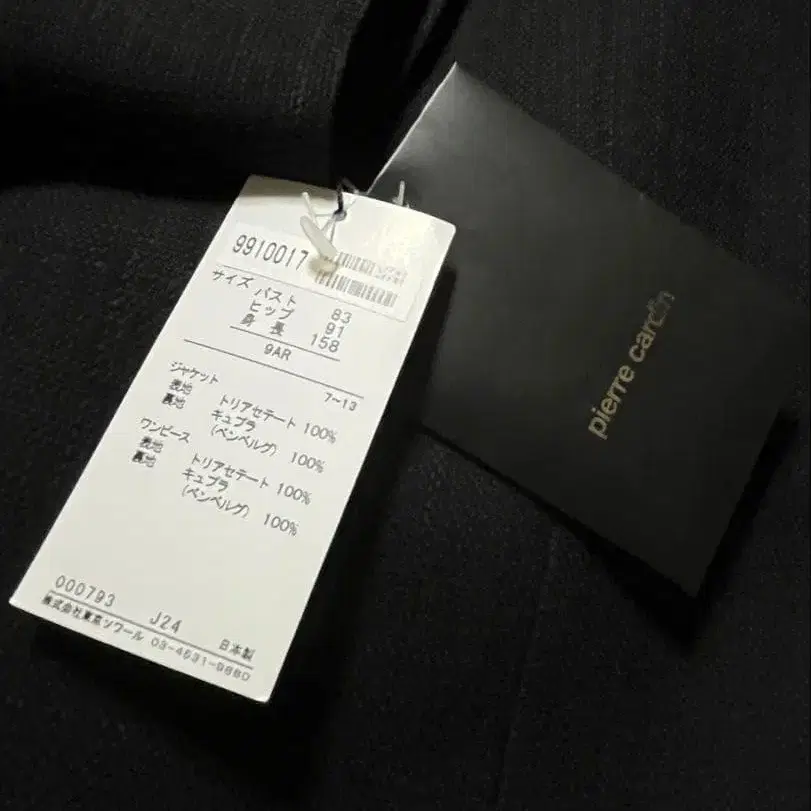 9910017
サイズ バスト 83
ヒップ 91
身長 158
9AR
7~13
ジャケット
表地 トリアセテート 100%
裏地 キュプラ
(ベンベルグ) 100%
ワンピース
表地 トリアセテート 100%
裏地 キュプラ
(ベンベルグ) 100%
000793 J24 日本製
株式会社東京ソワール 03-4531-9880
pierre cardin